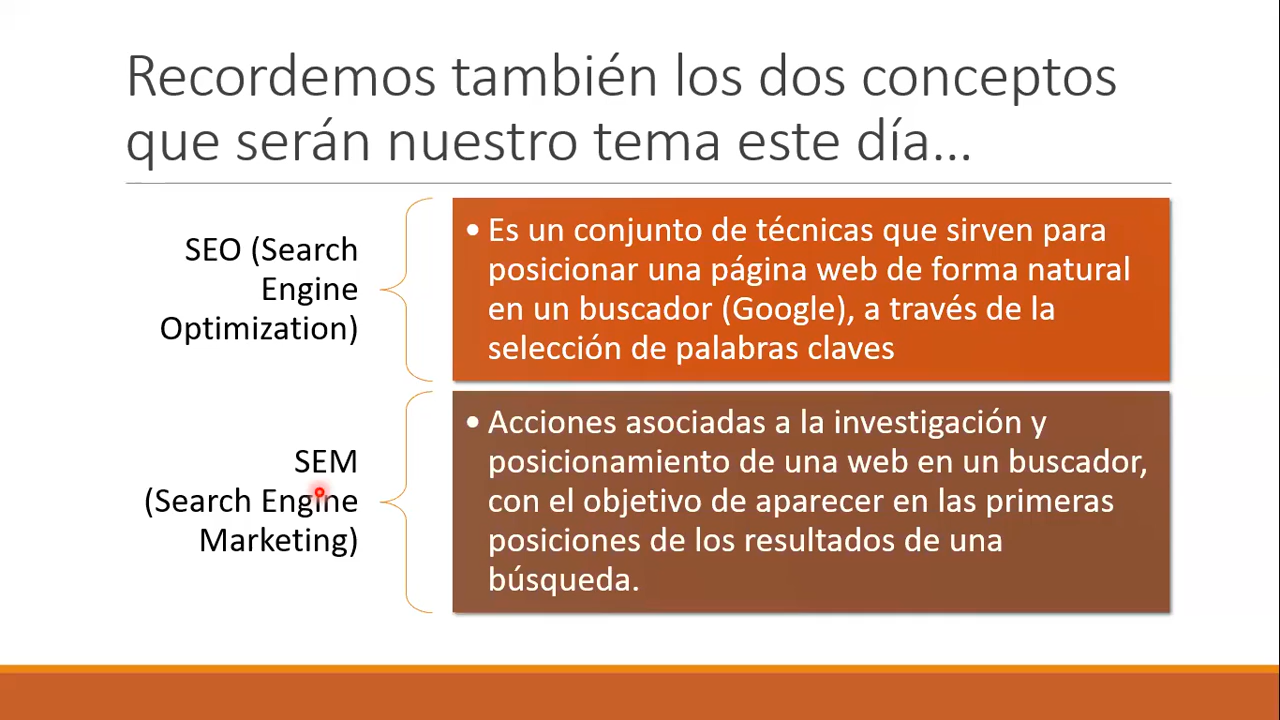 Recordemos también los dos conceptos
que serán nuestro tema este día...
SEO (Search
Engine
Optimization)
• Es un conjunto de técnicas que sirven para
posicionar una página web de forma natural
en un buscador (Google), a través de la
selección de palabras claves
SEM
(Search Engine
Marketing)
• Acciones asociadas a la investigación y
posicionamiento de una web en un buscador,
con el objetivo de aparecer en las primeras
posiciones de los resultados de una
búsqueda.